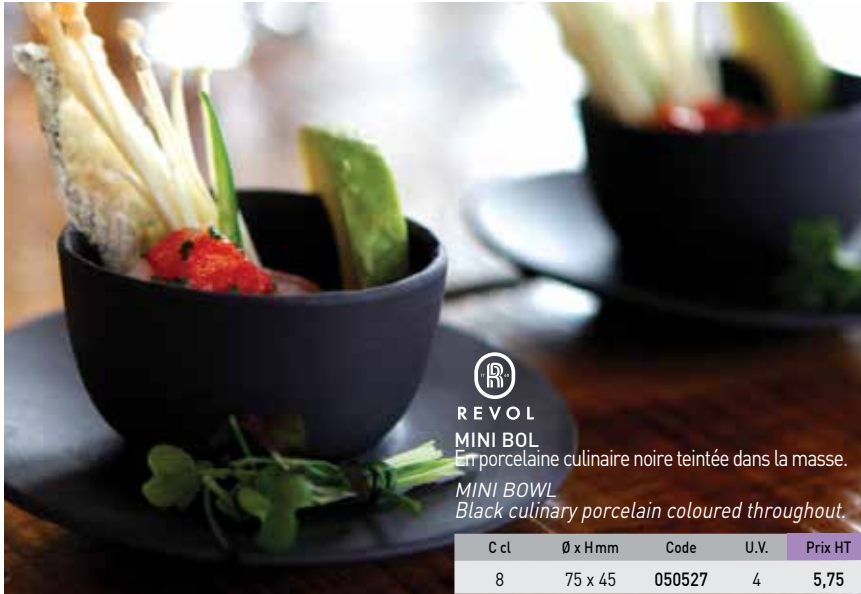 REVOL
MINI BOL
En porcelaine culinaire noire teintée dans la masse.
MINI BOWL
Black culinary porcelain coloured throughout.
C cl Ø x H mm Code U.V. Prix HT
8 75 x 45 050527 4 5,75